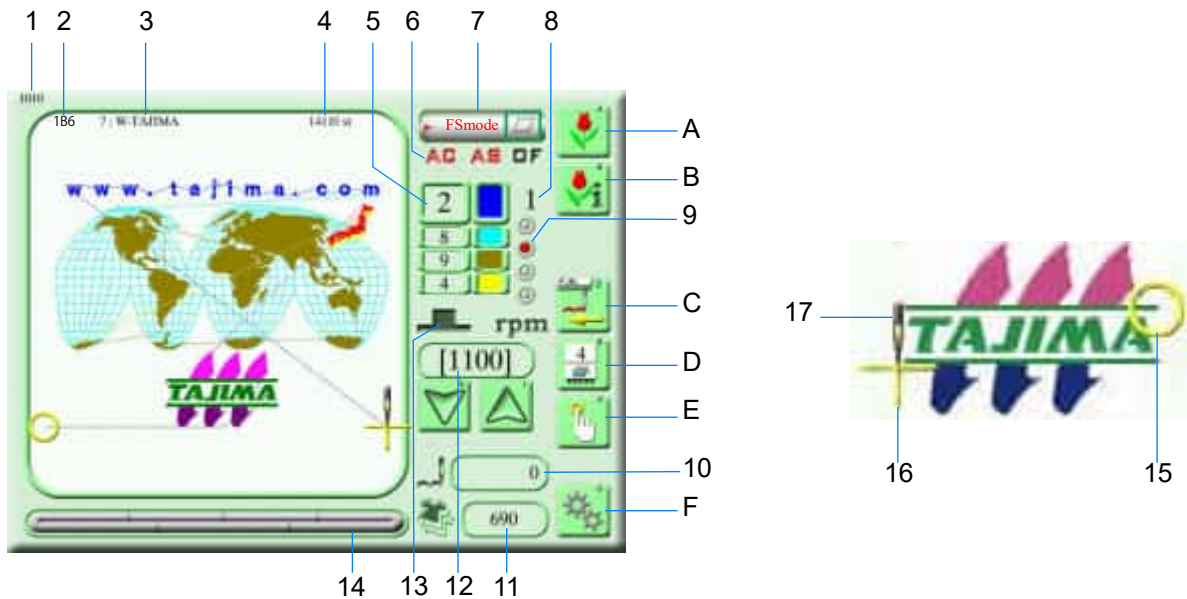 1 2 3 4 5 6 7 8
1B6 7 : W-TAJIMA
FSmode
A
AC AS OF
www.tajima.com
2 1
B
8
9
9
4
C
rpm
17
TAJIMA
[1100]
4
D
TAJIMA
E
16 15
0
10
690
F
14 13 12 11